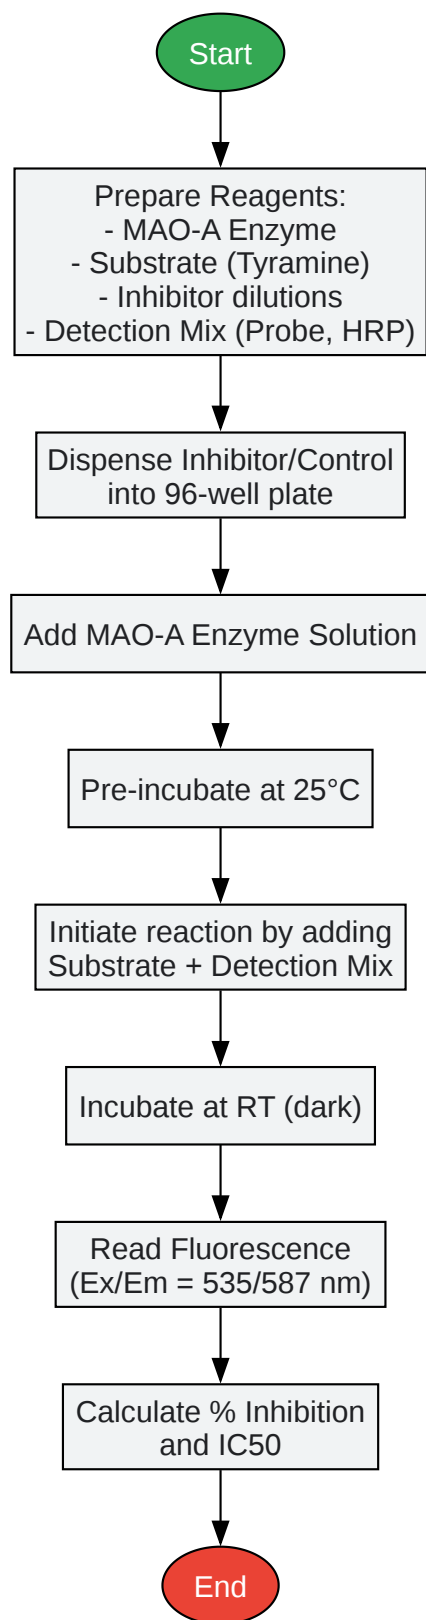 Start
Prepare Reagents:
- MAO-A Enzyme
- Substrate (Tyramine)
- Inhibitor dilutions
- Detection Mix (Probe, HRP)
Dispense Inhibitor/Control
into 96-well plate
Add MAO-A Enzyme Solution
Pre-incubate at 25°C
Initiate reaction by adding
Substrate + Detection Mix
Incubate at RT (dark)
Read Fluorescence
(Ex/Em = 535/587 nm)
Calculate % Inhibition
and IC50
End